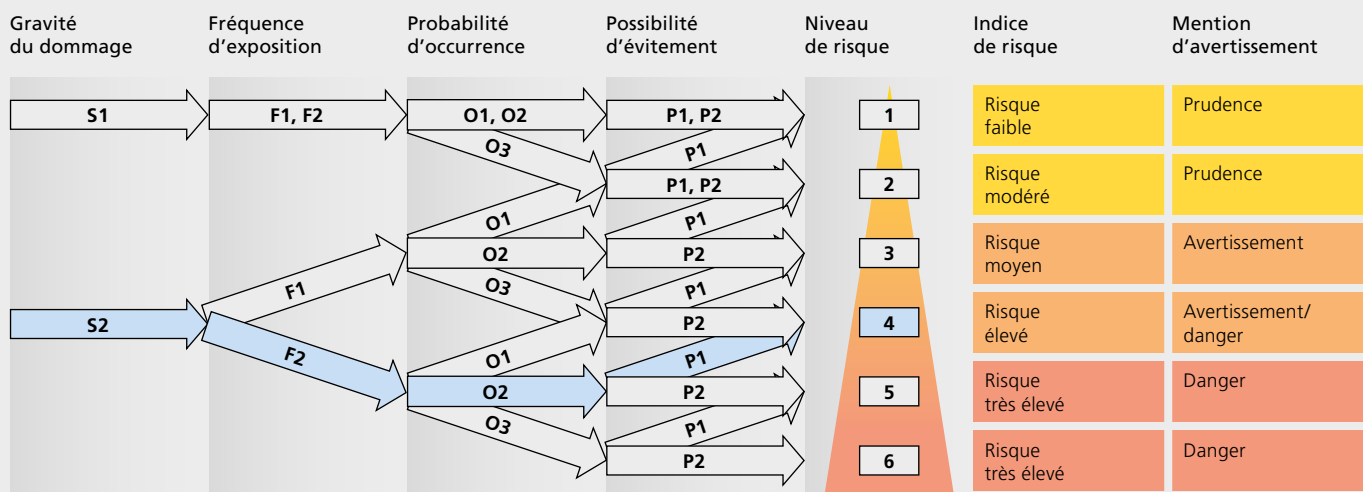 Gravité
du dommage
Fréquence
d'exposition
Probabilité
d'occurrence
Possibilité
d'évitement
Niveau
de risque
Indice
de risque
Mention
d'avertissement
S1
F1, F2
O1, O2
P1, P2
1
Risque
faible
Prudence
O3
P1
P1, P2
2
Risque
modéré
Prudence
O1
P1
O2
P2
3
Risque
moyen
Avertissement
F1
O3
P1
S2
P2
4
Risque
élevé
Avertissement/
danger
F2
O1
P1
O2
P2
5
Risque
très élevé
Danger
O3
P1
P2
6
Risque
très élevé
Danger